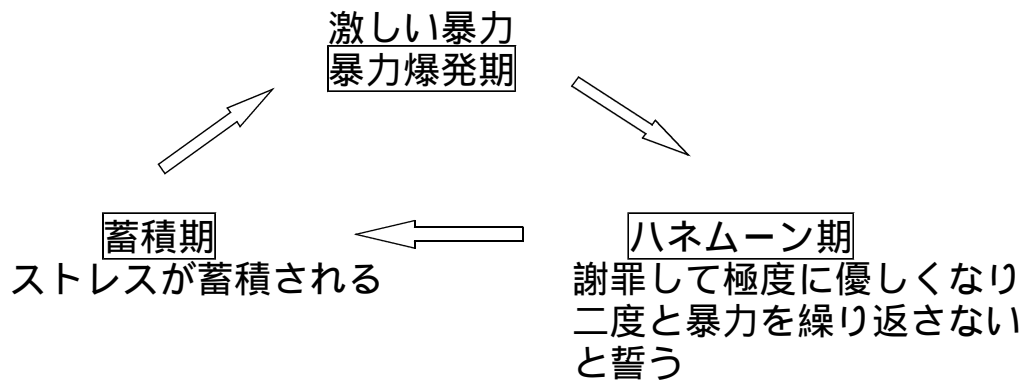 激しい暴力
暴力爆発期
蓄積期
ストレスが蓄積される
ハネムーン期
謝罪して極度に優しくなり
二度と暴力を繰り返さない
と誓う